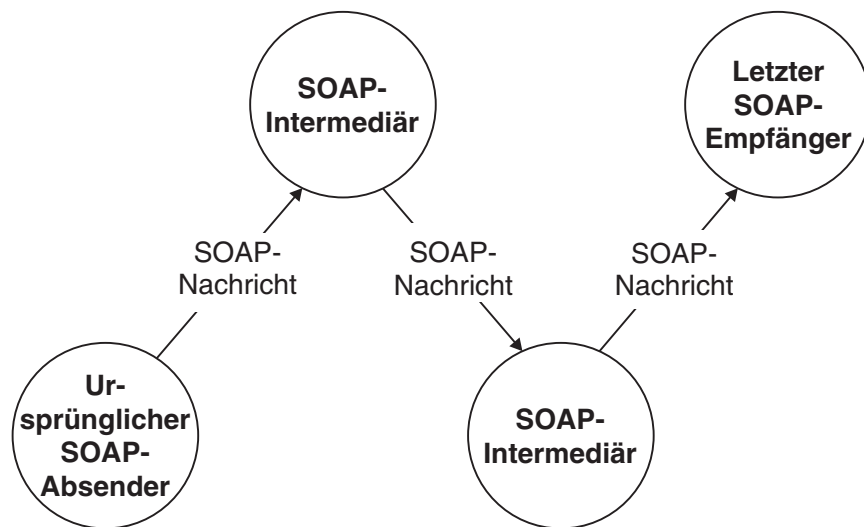 SOAP-
Intermediär
Letzter
SOAP-
Empfänger
SOAP-
Nachricht
SOAP-
Nachricht
SOAP-
Nachricht
Ur-
sprünglicher
SOAP-
Absender
SOAP-
Intermediär